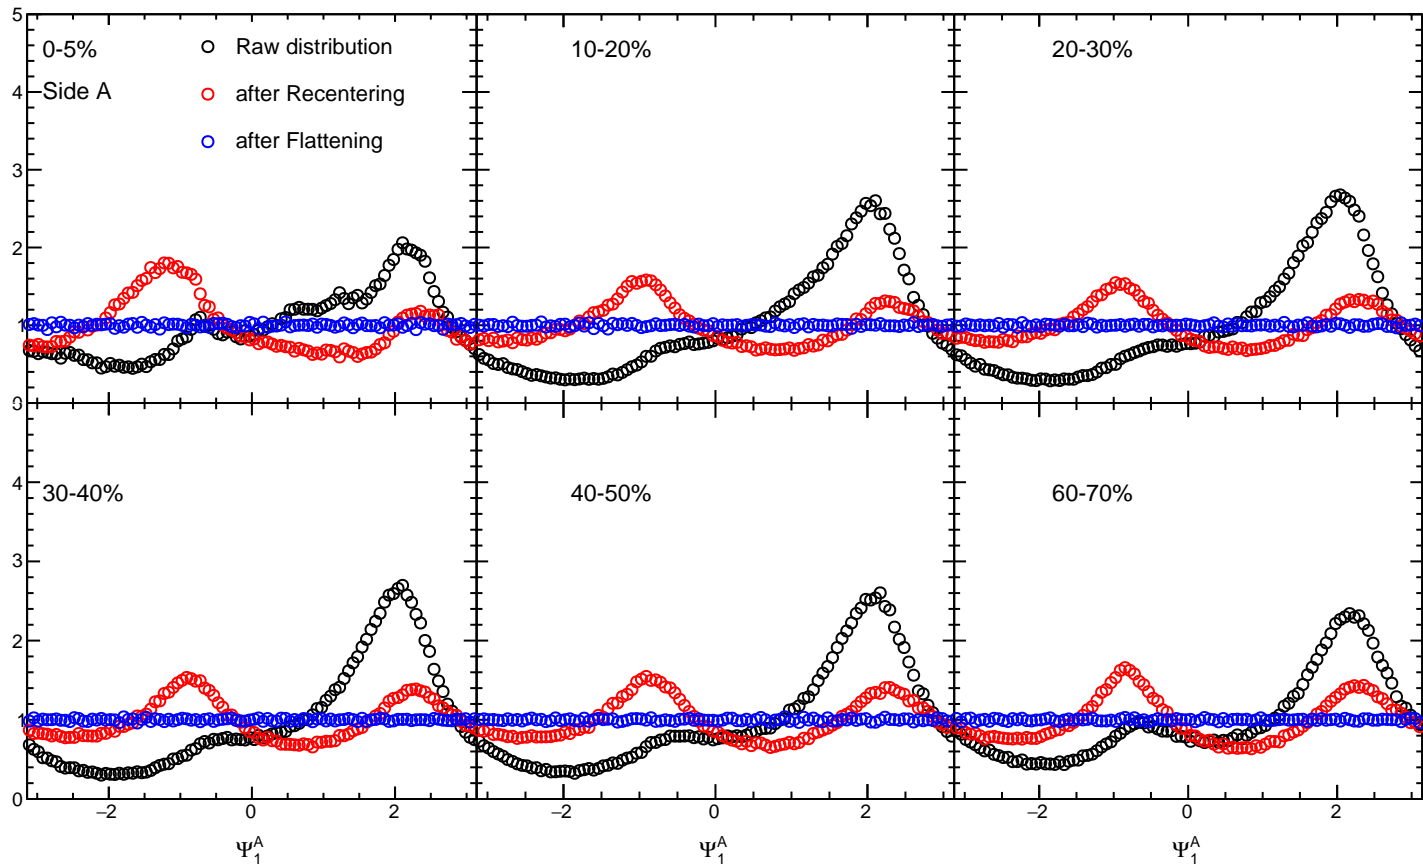 5
0-5%
Raw distribution
10-20%
20-30%
4
Side A
after Recentering
after Flattening
3
2
1
0
4
30-40%
40-50%
60-70%
3
2
1
0
−2 0 2 −2 0 2 −2 0 2
Ψ₁ᴬ Ψ₁ᴬ Ψ₁ᴬ